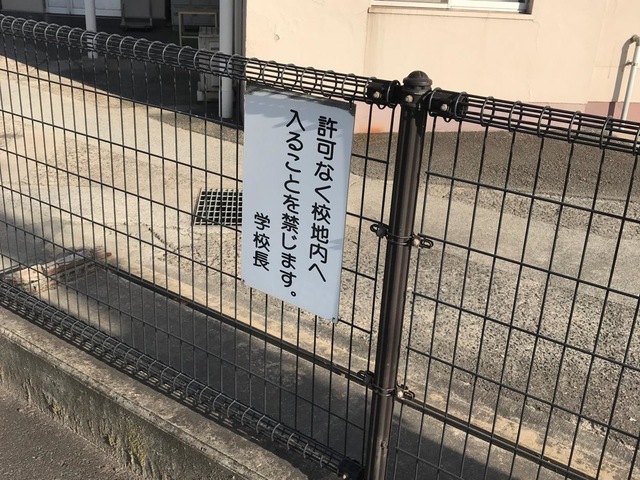 許可なく校地内へ
入ることを禁じます。
学校長